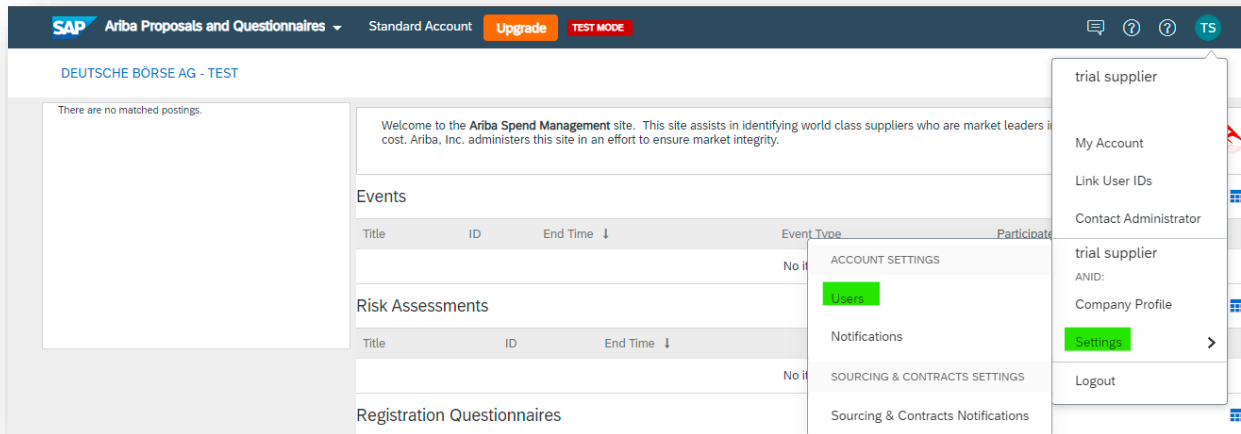 SAP Ariba Proposals and Questionnaires Standard Account Upgrade TEST MODE TS
DEUTSCHE BÖRSE AG - TEST
There are no matched postings.
Welcome to the Ariba Spend Management site. This site assists in identifying world class suppliers who are market leaders
cost. Ariba, Inc. administers this site in an effort to ensure market integrity.
Events
Title ID End Time Event Type Participate
No
Risk Assessments
Title ID End Time
No
Registration Questionnaires
trial supplier
My Account
Link User IDs
Contact Administrator
trial supplier
ANID:
Company Profile
Settings
Logout
ACCOUNT SETTINGS
Users
Notifications
SOURCING & CONTRACTS SETTINGS
Sourcing & Contracts Notifications